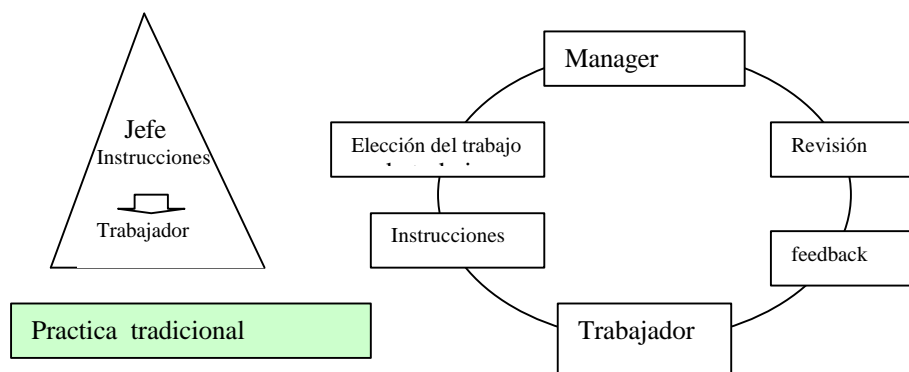 Jefe
Instrucciones
Trabajador
Practica tradicional
Manager
Elección del trabajo
Instrucciones
Revisión
feedback
Trabajador